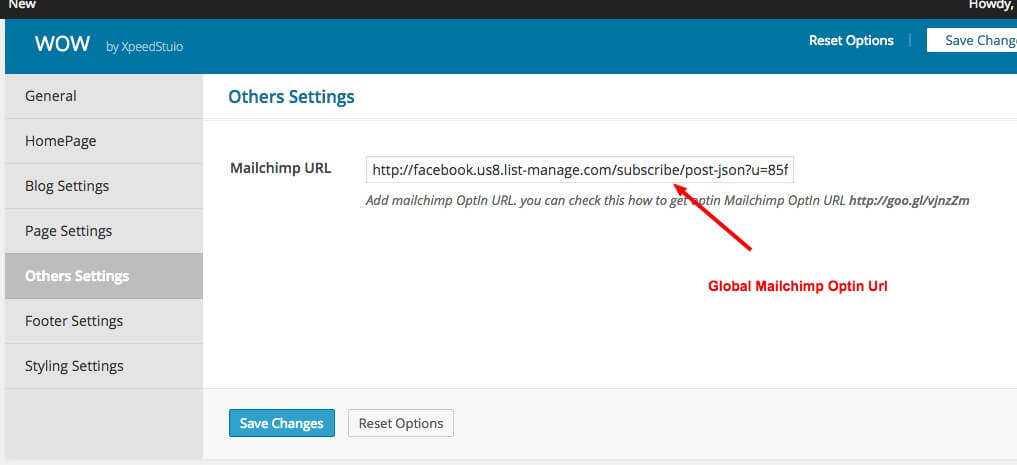 New
Howdy,
WOW by XpeedStulo
Reset Options
Save Chang
General
Others Settings
HomePage
Mailchimp URL
http://facebook.us8.list-manage.com/subscribe/post-json?u=85f
Blog Settings
Add mailchimp OptIn URL. you can check this how to get optin Mailchimp OptIn URL http://goo.gl/vjnzZm
Page Settings
Others Settings
Global Mailchimp Optin Url
Footer Settings
Styling Settings
Save Changes
Reset Options